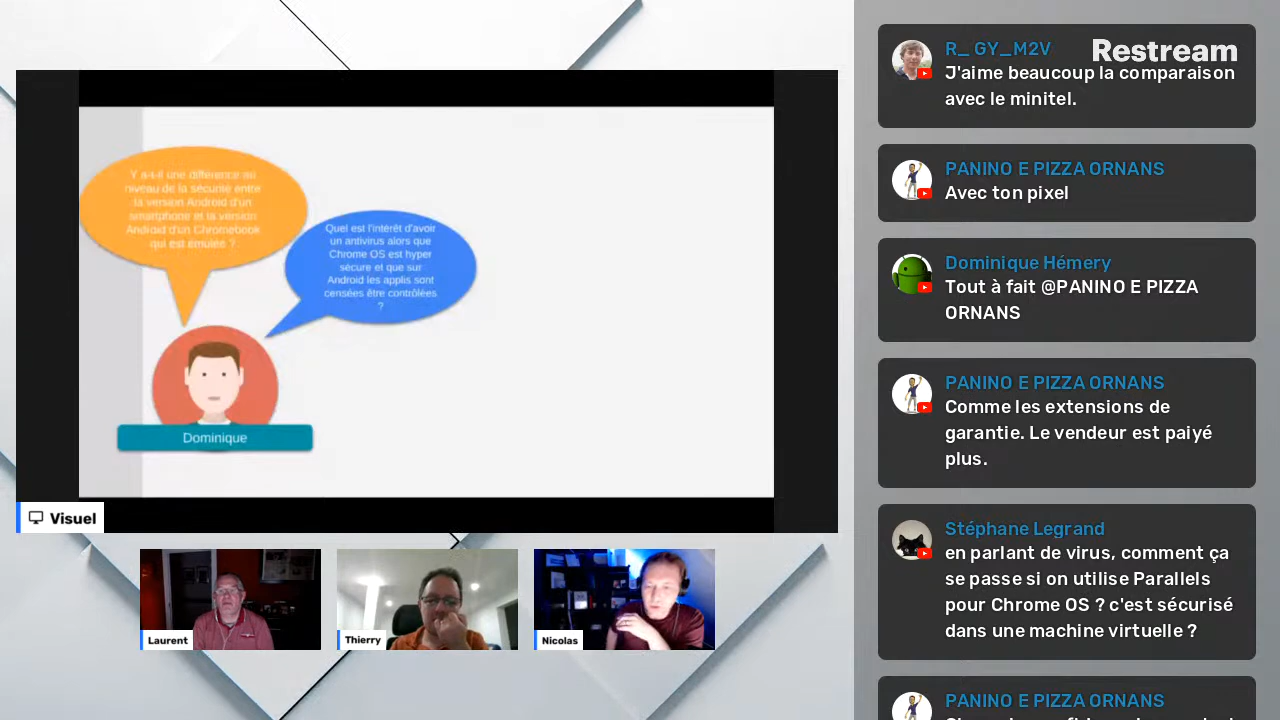 Y a-t-il une différence au
niveau de la sécurité entre
la version Android d'un
smartphone et la version
Android d'un Chromebook
qui est émulée ?
Quel est l'intérêt d'avoir
un antivirus alors que
Chrome OS est hyper
sécure et que sur
Android les applis sont
censées être contrôlées
?
Dominique
Visuel
Laurent
Thierry
Nicolas
Restream
R_ GY_M2V
J'aime beaucoup la comparaison
avec le minitel.
PANINO E PIZZA ORNANS
Avec ton pixel
Dominique Hémery
Tout à fait @PANINO E PIZZA
ORNANS
PANINO E PIZZA ORNANS
Comme les extensions de
garantie. Le vendeur est paiyé
plus.
Stéphane Legrand
en parlant de virus, comment ça
se passe si on utilise Parallels
pour Chrome OS ? c'est sécurisé
dans une machine virtuelle ?
PANINO E PIZZA ORNANS